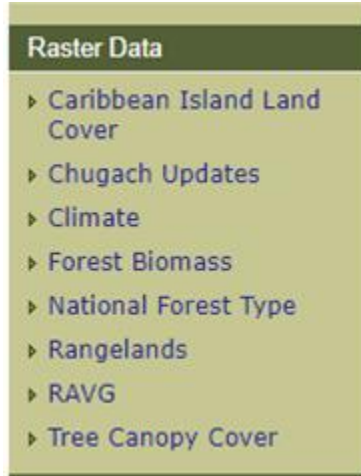 Raster Data
Caribbean Island Land
Cover
Chugach Updates
Climate
Forest Biomass
National Forest Type
Rangelands
RAVG
Tree Canopy Cover